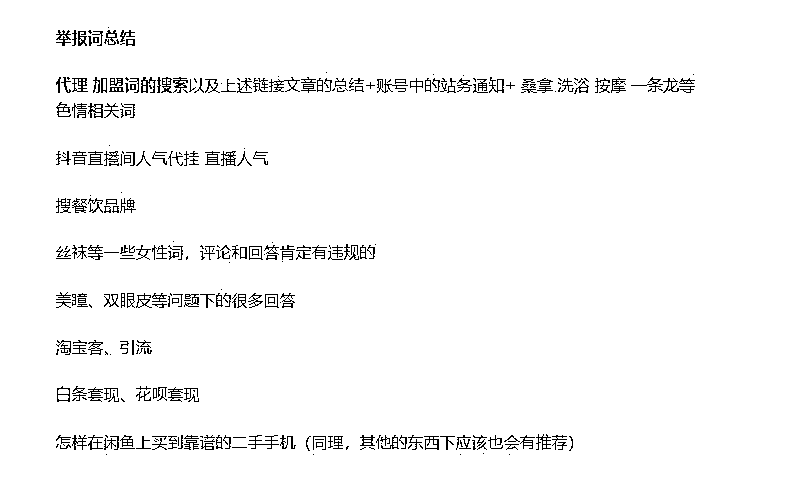 举报词总结
代理 加盟词的搜索以及上述链接文章的总结+账号中的站务通知+ 桑拿 洗浴 按摩 一条龙等
色情相关词
抖音直播间人气代挂 直播人气
搜餐饮品牌
丝袜等一些女性词，评论和回答肯定有违规的
美瞳、双眼皮等问题下的很多回答
淘宝客、引流
白条套现、花呗套现
怎样在闲鱼上买到靠谱的二手手机（同理，其他的东西下应该也会有推荐）